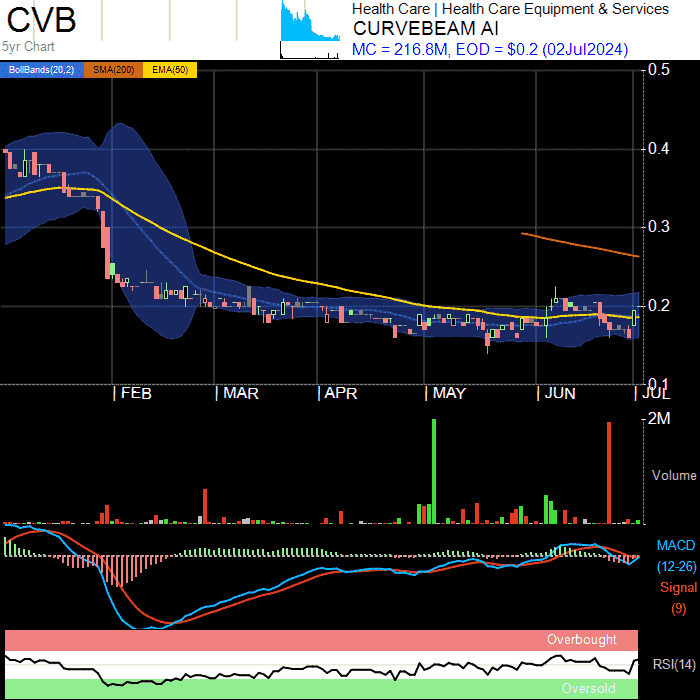 CVB
5yr Chart
Health Care | Health Care Equipment & Services
CURVEBEAM AI
MC = 216.8M, EOD = $0.2 (02Jul2024)
BollBands(20,2) SMA(200) EMA(50)
0.5
0.4
0.3
0.2
0.1
FEB MAR APR MAY JUN JUL
2M
Volume
MACD
(12-26)
Signal
(9)
Overbought
RSI(14)
Oversold